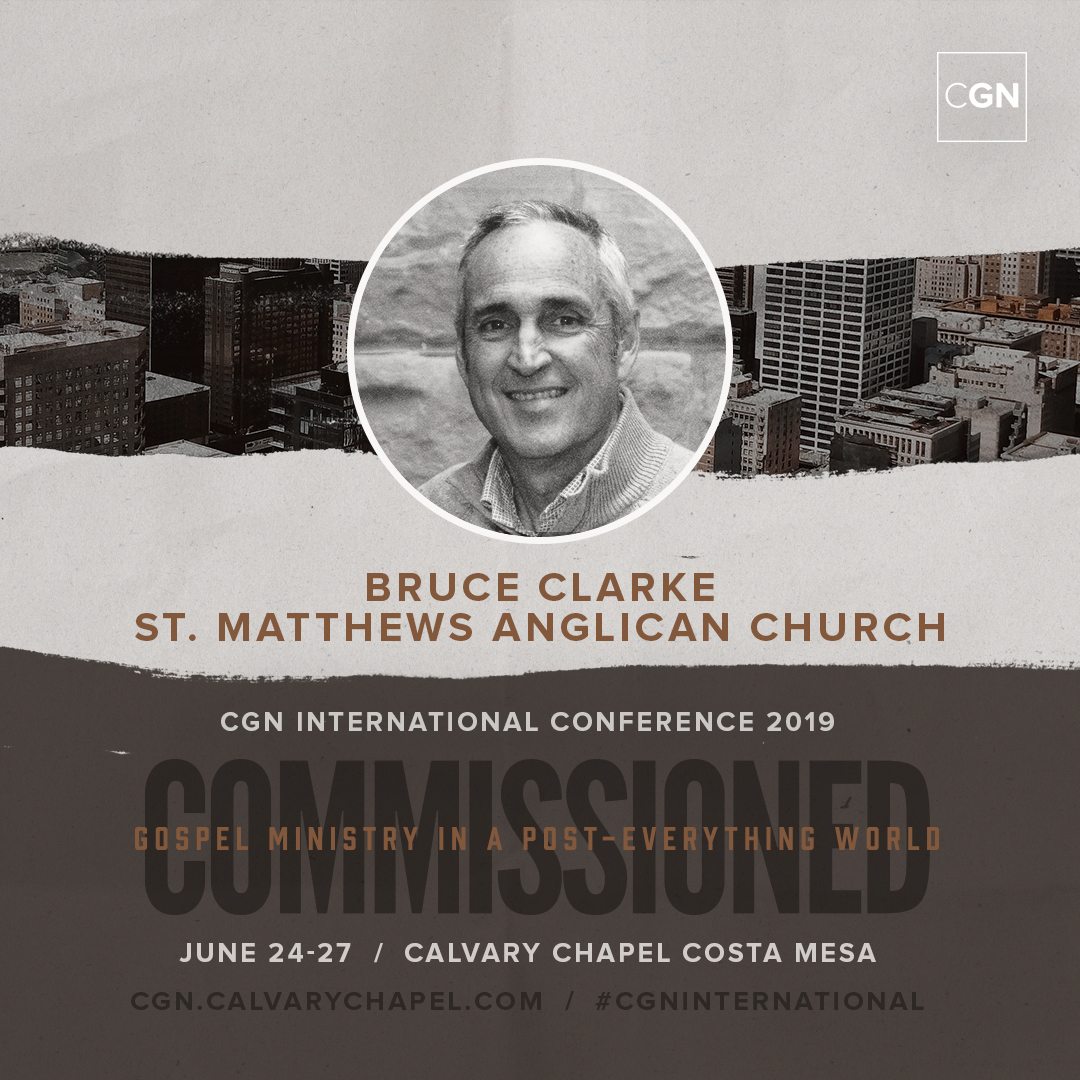 CGN
BRUCE CLARKE
ST. MATTHEWS ANGLICAN CHURCH
CGN INTERNATIONAL CONFERENCE 2019
COMMISSIONED
GOSPEL MINISTRY IN A POST-EVERYTHING WORLD
JUNE 24-27 / CALVARY CHAPEL COSTA MESA
CGN.CALVARYCHAPEL.COM / #CGNINTERNATIONAL